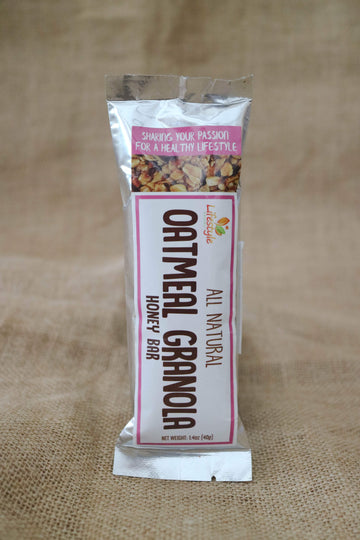 SHARING YOUR PASSION
FOR A HEALTHY LIFESTYLE
Lifestyle
ALL NATURAL
OATMEAL GRANOLA
HONEY BAR
NET WEIGHT: 1.4oz (40g)